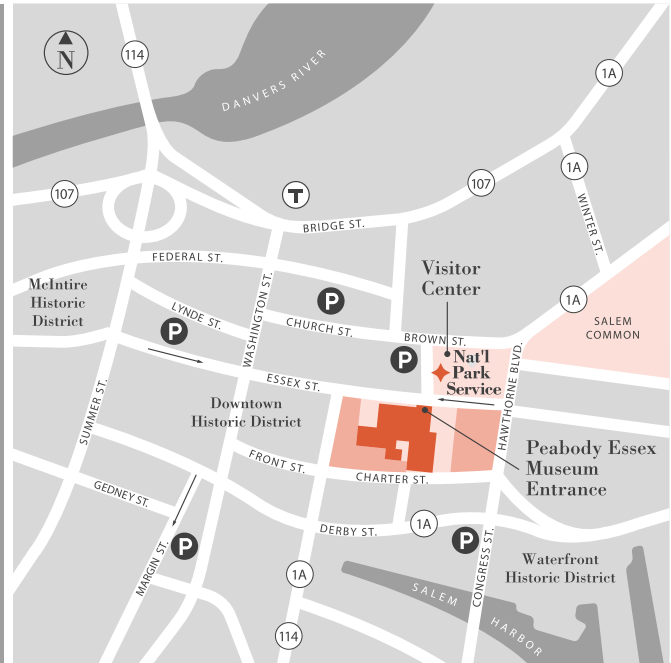 114
N
DANVERS RIVER
1A
107
107
1A
T
WINTER ST.
BRIDGE ST.
FEDERAL ST.
McIntire
Historic
District
Visitor
Center
WASHINGTON ST.
P
1A
LYNDE ST.
P
CHURCH ST.
BROWN ST.
SALEM
COMMON
P
Nat'l
Park
Service
ESSEX ST.
HAWTHORNE BLVD.
SUMMER ST.
Downtown
Historic District
Peabody Essex
Museum
Entrance
FRONT ST.
CHARTER ST.
GEDNEY ST.
DERBY ST.
1A
P
P
MARGIN ST.
CONGRESS ST.
Waterfront
Historic District
1A
SALEM
HARBOR
114